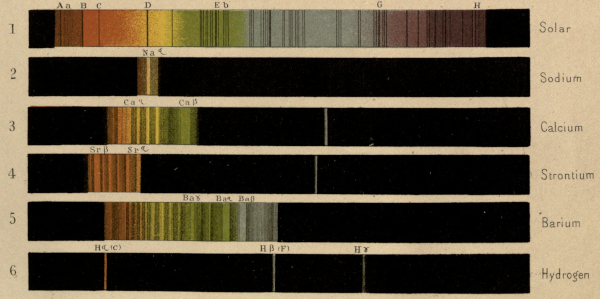 A a B C D E b G H
1 Solar
Na α
2 Sodium
Ca α Ca β
3 Calcium
Sr β Sr α
4 Strontium
Ba γ Ba α Ba β
5 Barium
H α (C) H β (F) H γ
6 Hydrogen